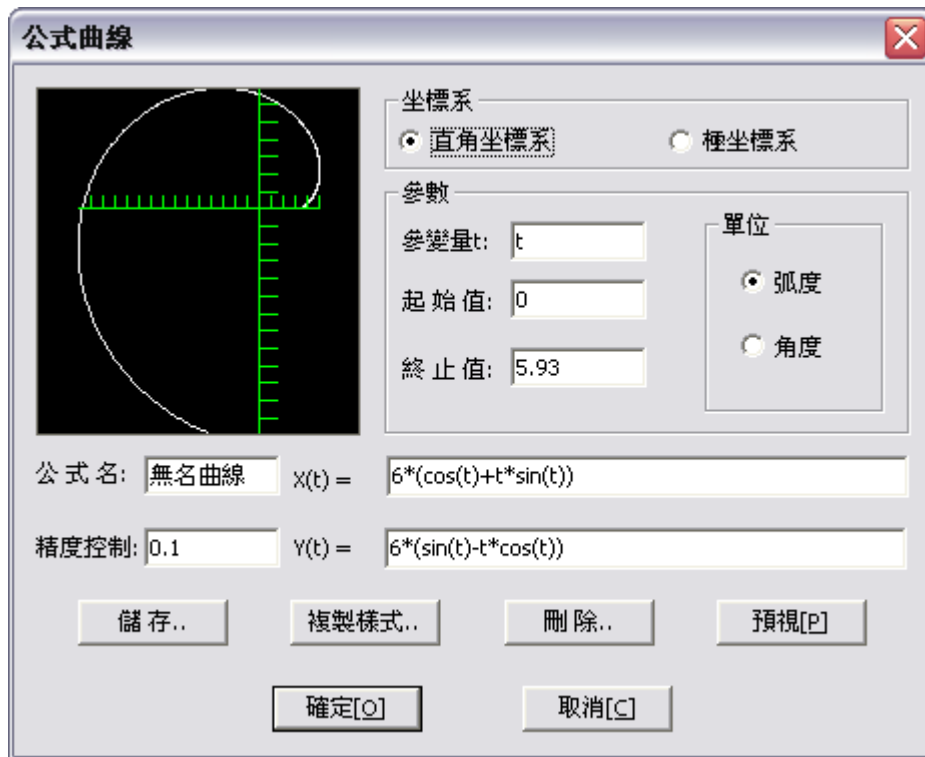 公式曲線
坐標系
直角坐標系
極坐標系
參數
參變量t:
t
起 始 值:
0
終 止 值:
5.93
單位
弧度
角度
公 式 名:
無名曲線
X(t) =
6*(cos(t)+t*sin(t))
精度控制:
0.1
Y(t) =
6*(sin(t)-t*cos(t))
儲 存..
複製樣式..
刪 除..
預視[P]
確定[O]
取消[C]